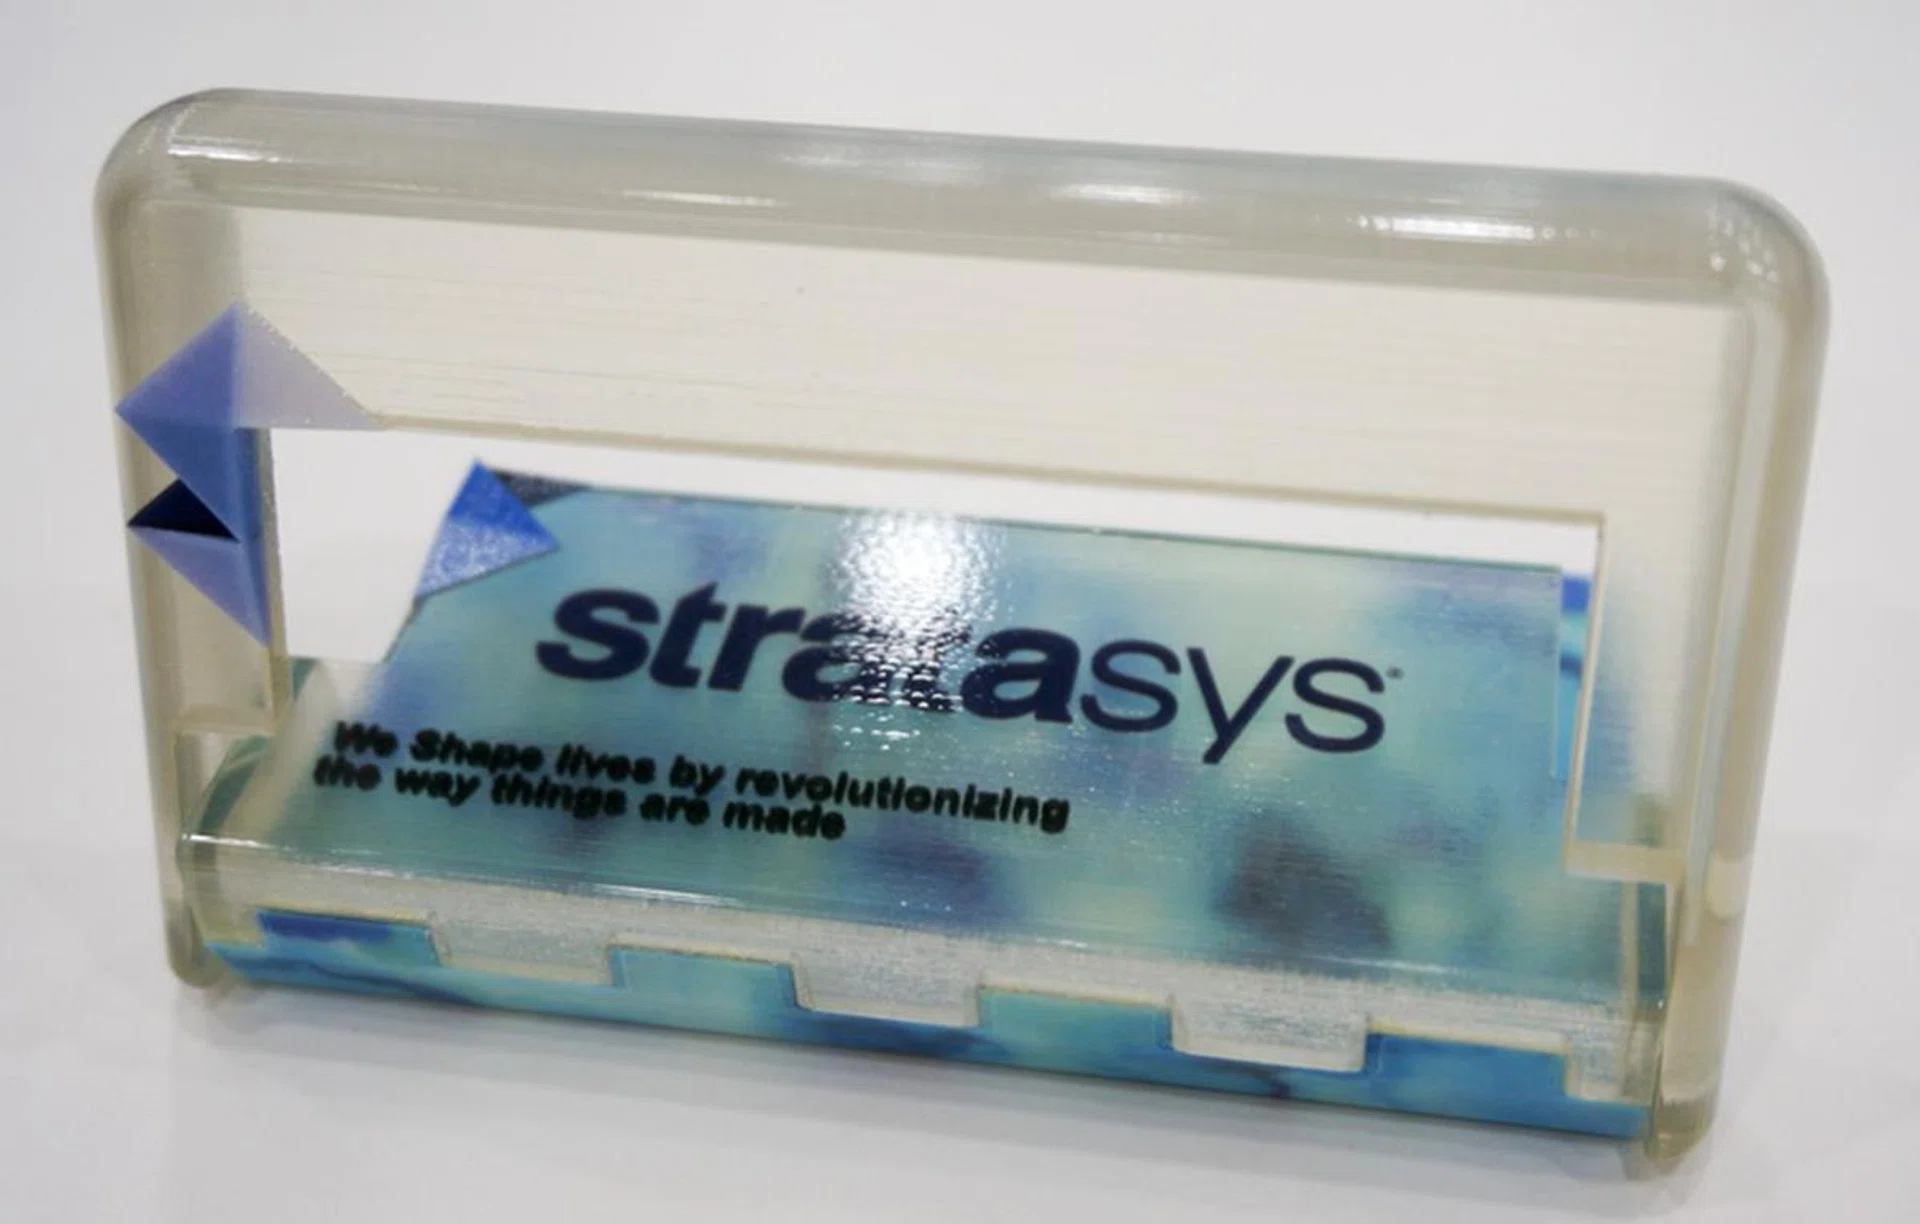 stratasys
We Shape lives by revolutionizing
the way things are made